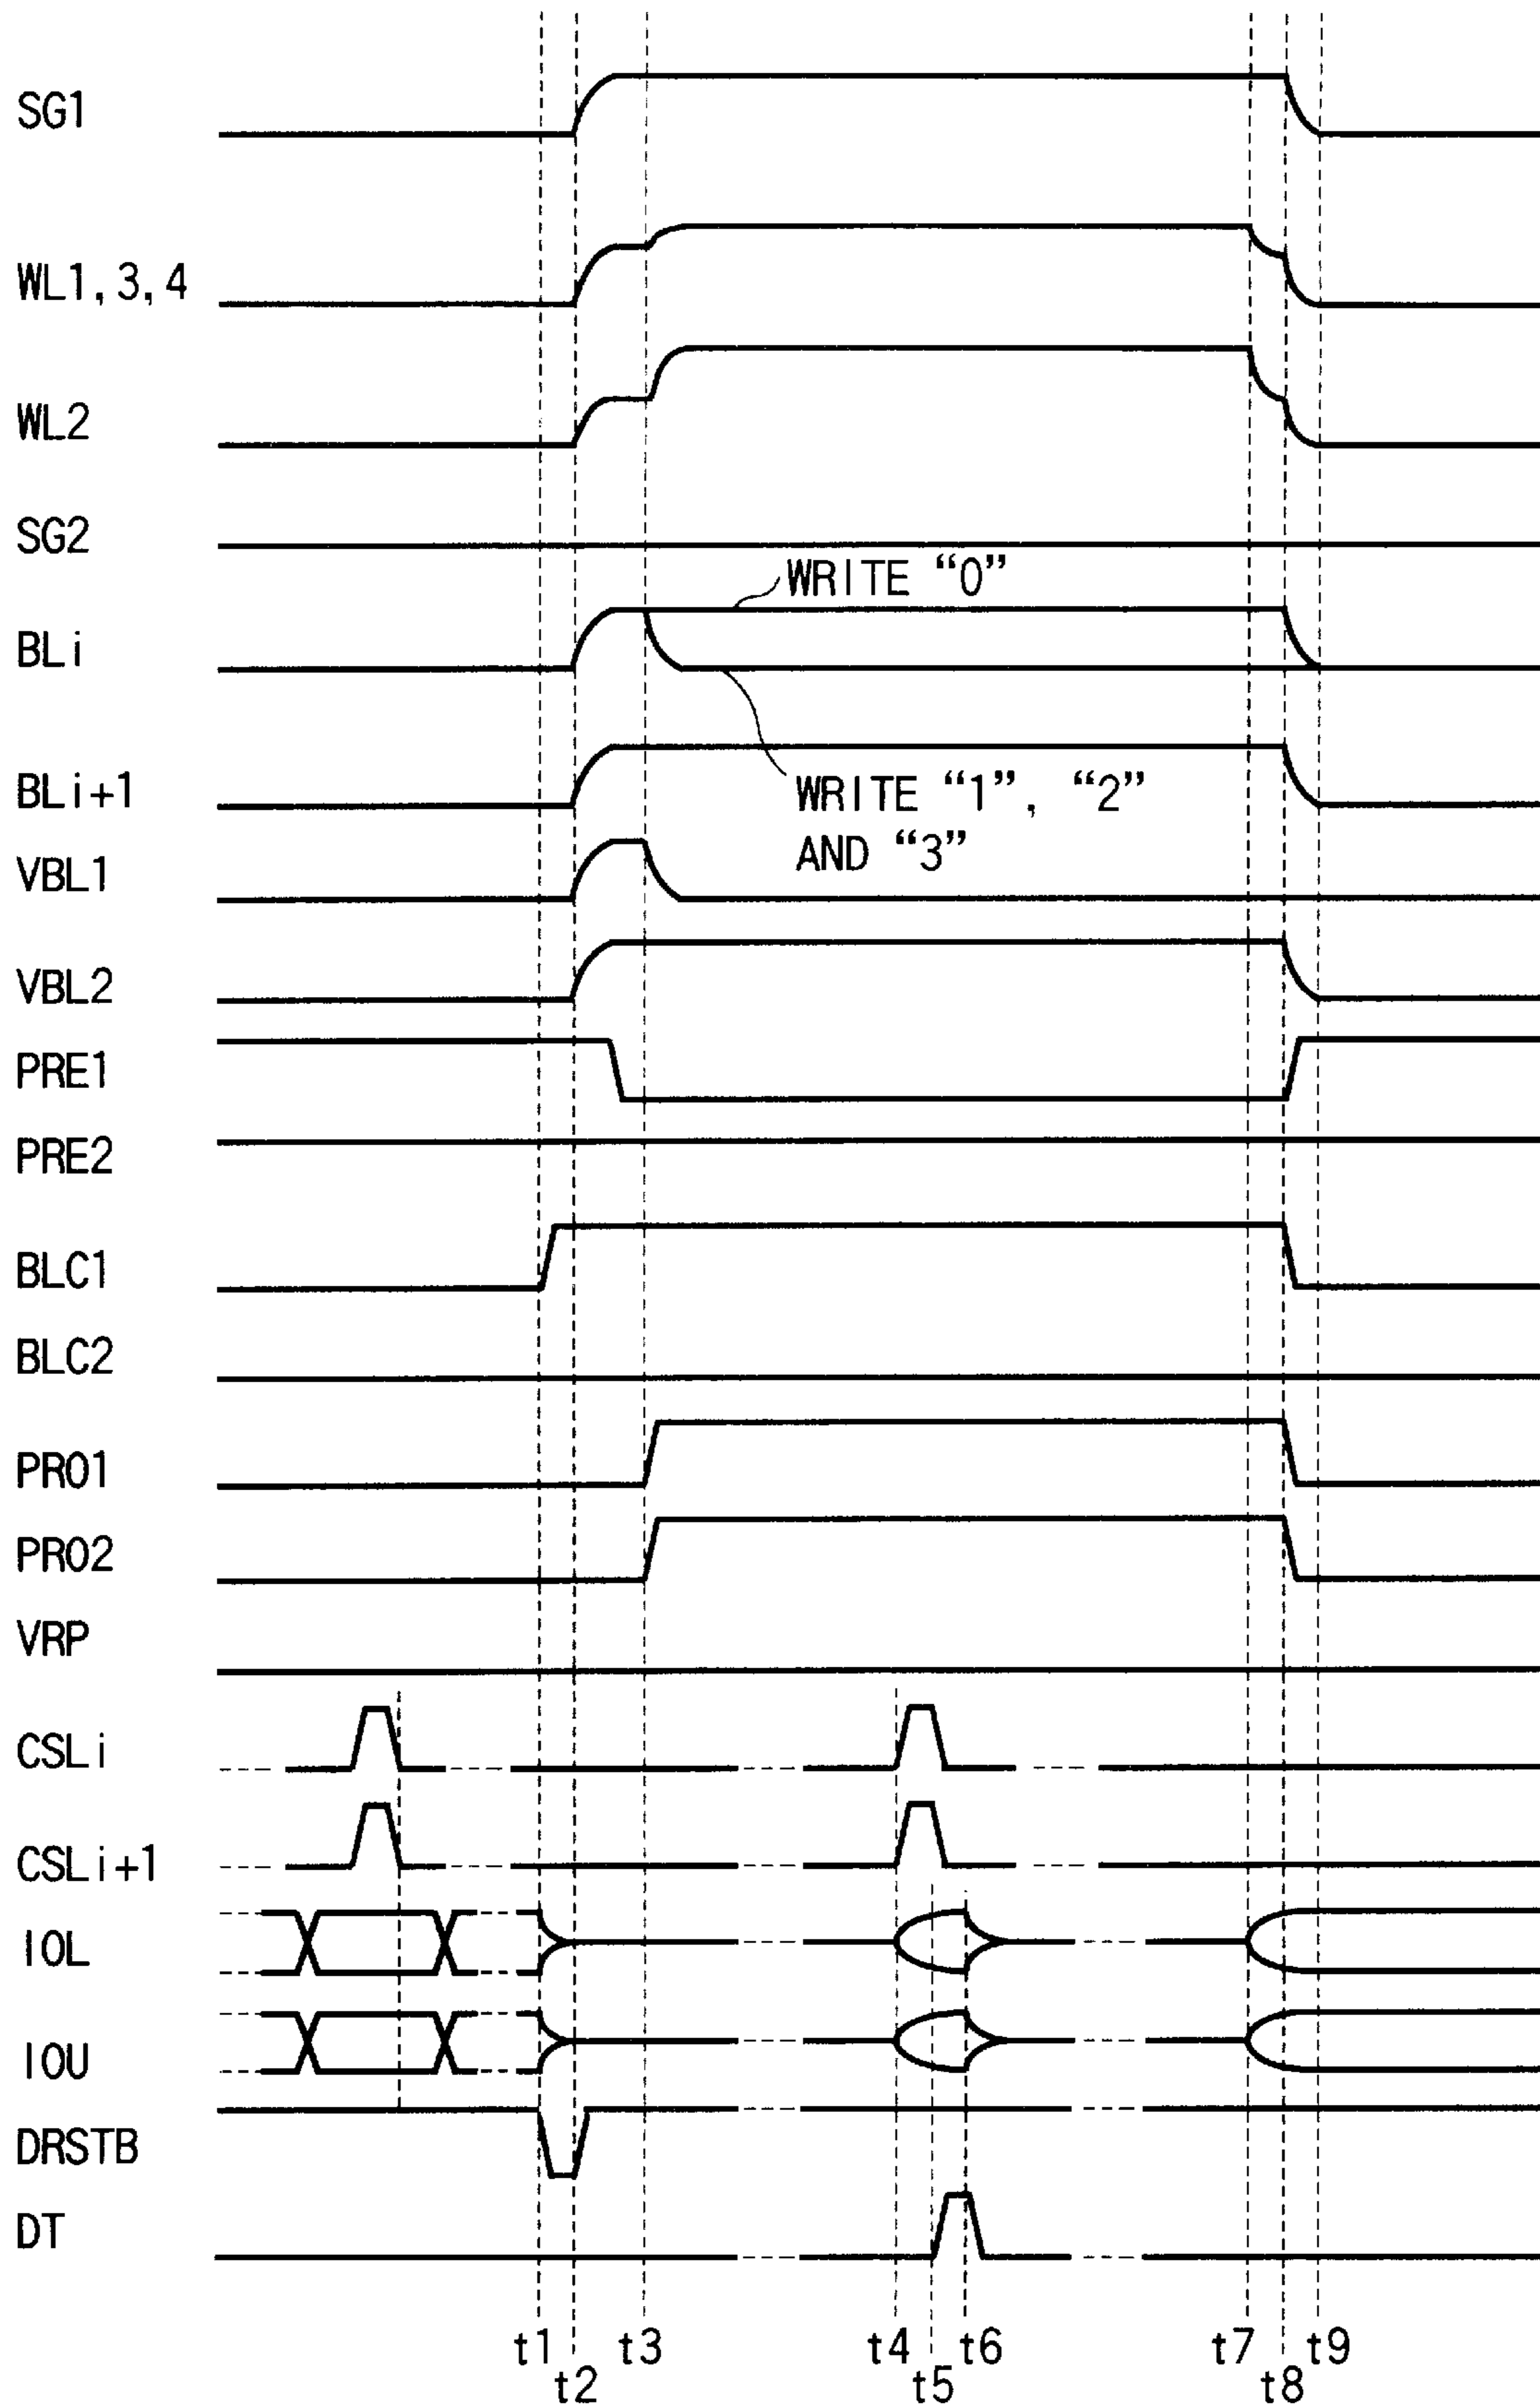 SG1
WL1, 3, 4
WL2
SG2
WRITE “0”
BLi
BLi+1
WRITE “1”, “2”
AND “3”
VBL1
VBL2
PRE1
PRE2
BLC1
BLC2
PRO1
PRO2
VRP
CSLi
CSLi+1
IOL
IOU
DRSTB
DT
t1 t3 t4 t6 t7 t9
t2 t5 t8